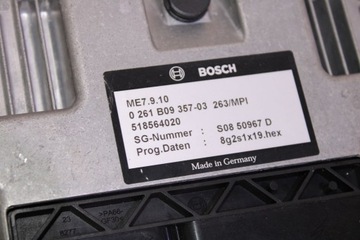 BOSCH
ME7.9.10
0 261 B09 357-03 263/MPI
518564020
SG-Nummer : S08 50967 D
Prog.Daten : 8g2s1x19.hex
Made in Germany
23